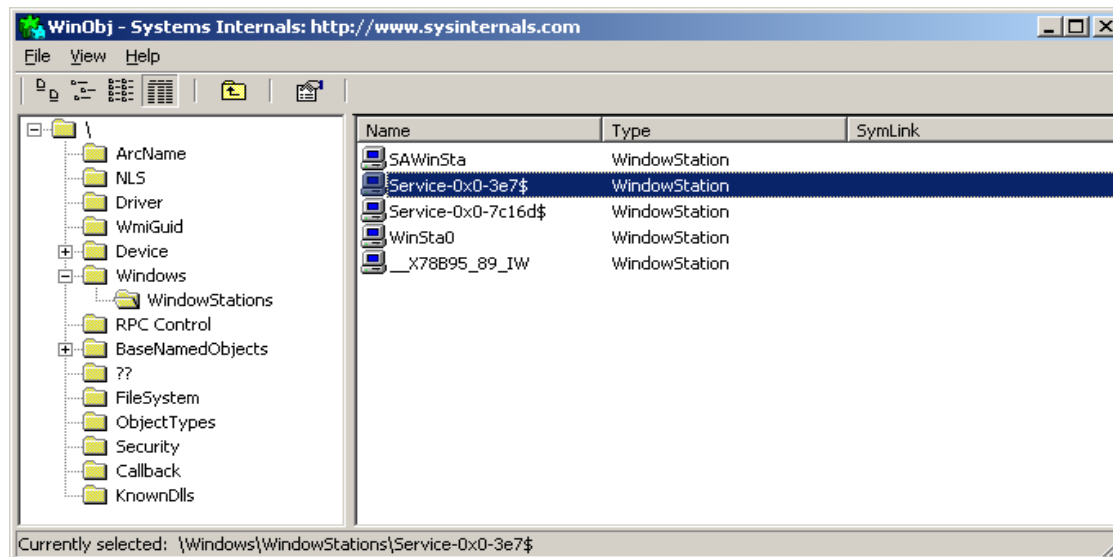 WinObj - Systems Internals: http://www.sysinternals.com
File View Help
\
ArcName
NLS
Driver
WmiGuid
Device
Windows
WindowStations
RPC Control
BaseNamedObjects
??
FileSystem
ObjectTypes
Security
Callback
KnownDlls
Name Type SymLink
SAWinSta WindowStation
Service-0x0-3e7$ WindowStation
Service-0x0-7c16d$ WindowStation
WinSta0 WindowStation
__X78B95_89_IW WindowStation
Currently selected: \Windows\WindowStations\Service-0x0-3e7$